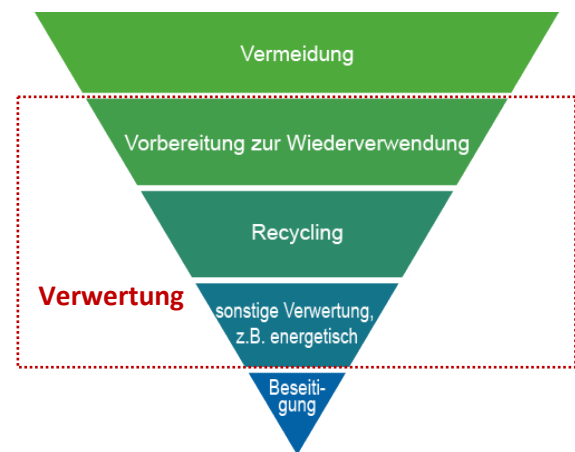 Vermeidung
Vorbereitung zur Wiederverwendung
Recycling
Verwertung
sonstige Verwertung,
z.B. energetisch
Beseiti-
gung